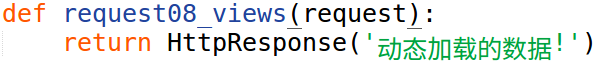 def request08_views(request):
    return HttpResponse('动态加载的数据!')